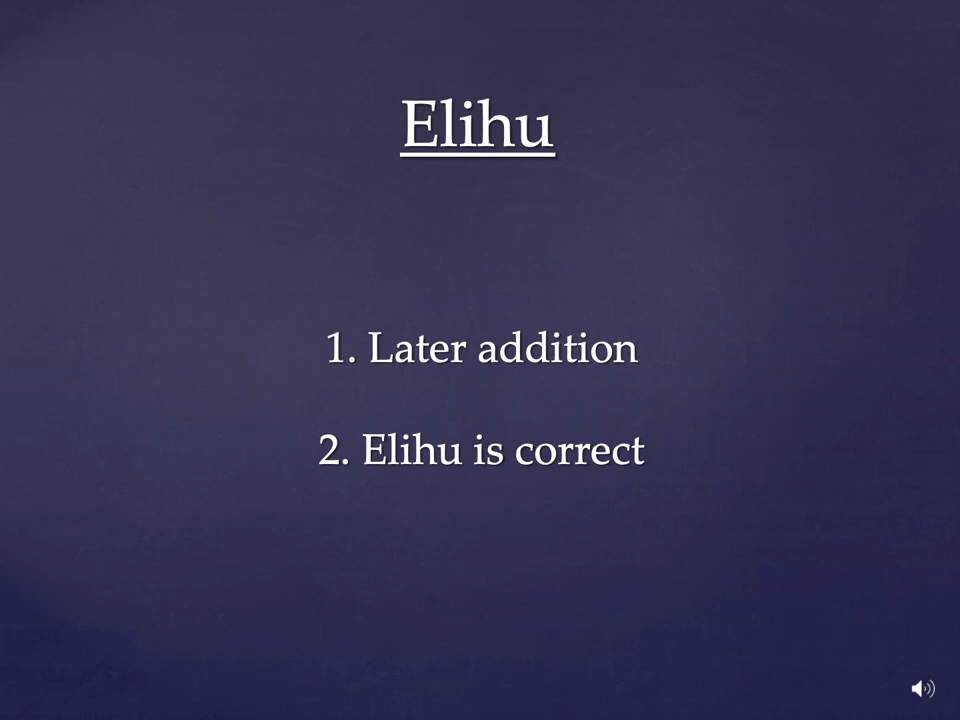 Elihu
1. Later addition
2. Elihu is correct